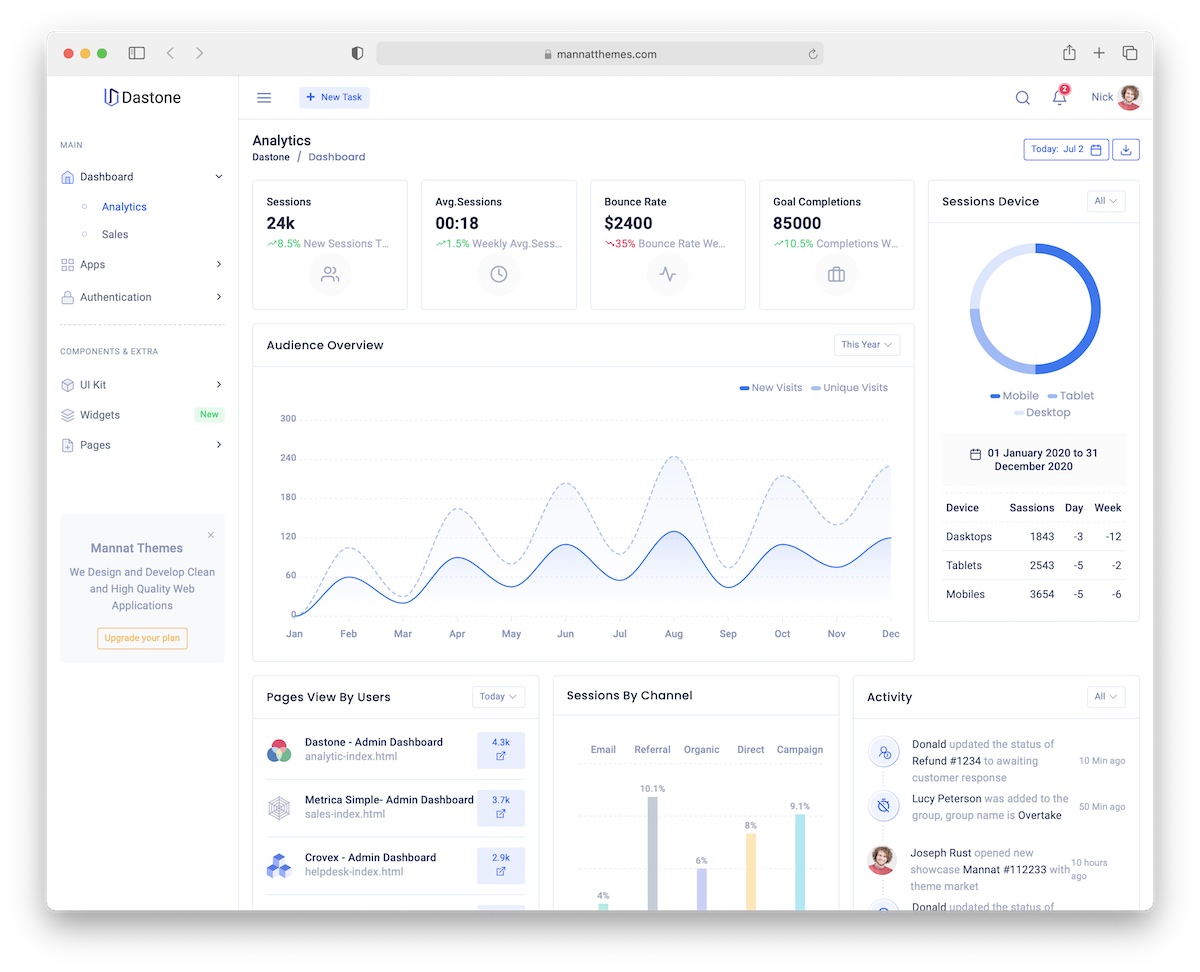 mannatthemes.com
Dastone
+ New Task
2
Nick
MAIN
Dashboard
Analytics
Sales
Apps
Authentication
COMPONENTS & EXTRA
UI Kit
Widgets
New
Pages
×
Mannat Themes
We Design and Develop Clean
and High Quality Web
Applications
Upgrade your plan
Analytics
Dastone / Dashboard
Today: Jul 2
Sessions
24k
8.5% New Sessions T...
Avg.Sessions
00:18
1.5% Weekly Avg.Sess...
Bounce Rate
$2400
35% Bounce Rate We...
Goal Completions
85000
10.5% Completions W...
Audience Overview
This Year
New Visits Unique Visits
300
240
180
120
60
0
Jan Feb Mar Apr May Jun Jul Aug Sep Oct Nov Dec
Sessions Device
All
Mobile Tablet
Desktop
01 January 2020 to 31
December 2020
Device Sassions Day Week
Dasktops 1843 -3 -12
Tablets 2543 -5 -2
Mobiles 3654 -5 -6
Pages View By Users
Today
Dastone - Admin Dashboard
analytic-index.html
4.3k
Metrica Simple- Admin Dashboard
sales-index.html
3.7k
Crovex - Admin Dashboard
helpdesk-index.html
2.9k
Sessions By Channel
Email Referral Organic Direct Campaign
4%
10.1%
6%
8%
9.1%
Activity
All
Donald updated the status of
Refund #1234 to awaiting
customer response
10 Min ago
Lucy Peterson was added to the
group, group name is Overtake
50 Min ago
Joseph Rust opened new
showcase Mannat #112233 with
theme market
10 hours
ago
Donald updated the status of